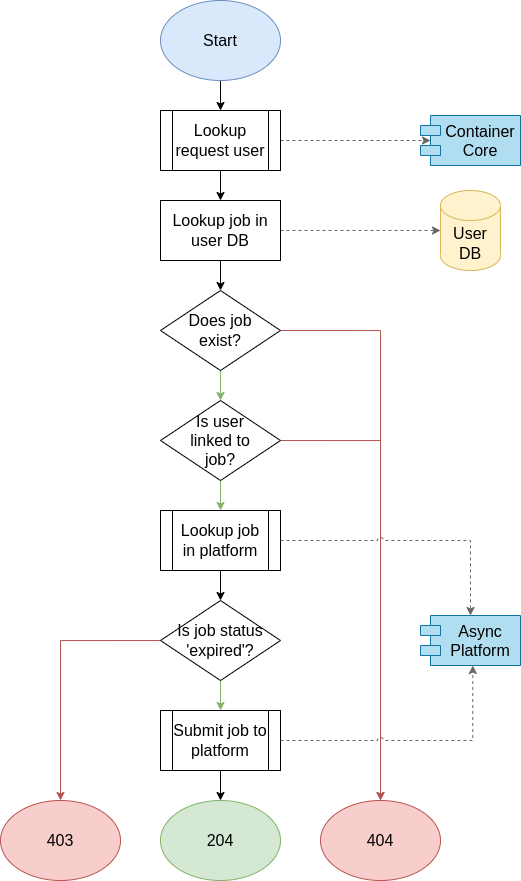 Start
Lookup
request user
Container
Core
Lookup job in
user DB
User
DB
Does job
exist?
Is user
linked to
job?
Lookup job
in platform
Is job status
'expired'?
Async
Platform
Submit job to
platform
403
204
404